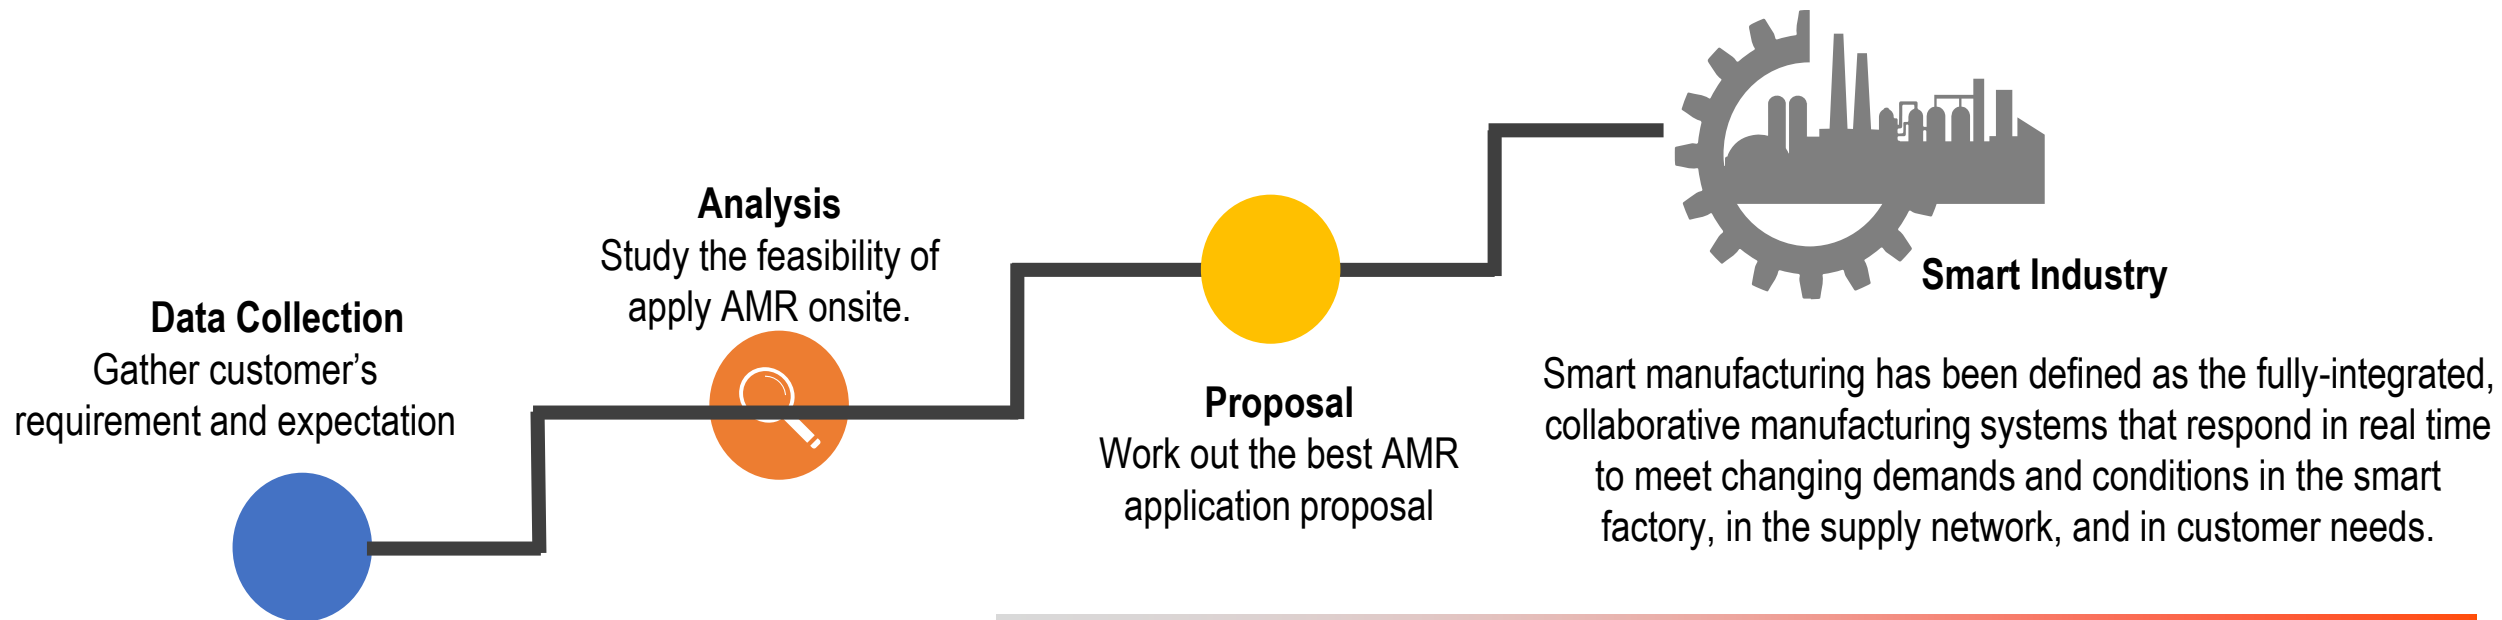 Data Collection
Gather customer’s
requirement and expectation
Analysis
Study the feasibility of
apply AMR onsite.
Proposal
Work out the best AMR
application proposal
Smart Industry
Smart manufacturing has been defined as the fully-integrated,
collaborative manufacturing systems that respond in real time
to meet changing demands and conditions in the smart
factory, in the supply network, and in customer needs.